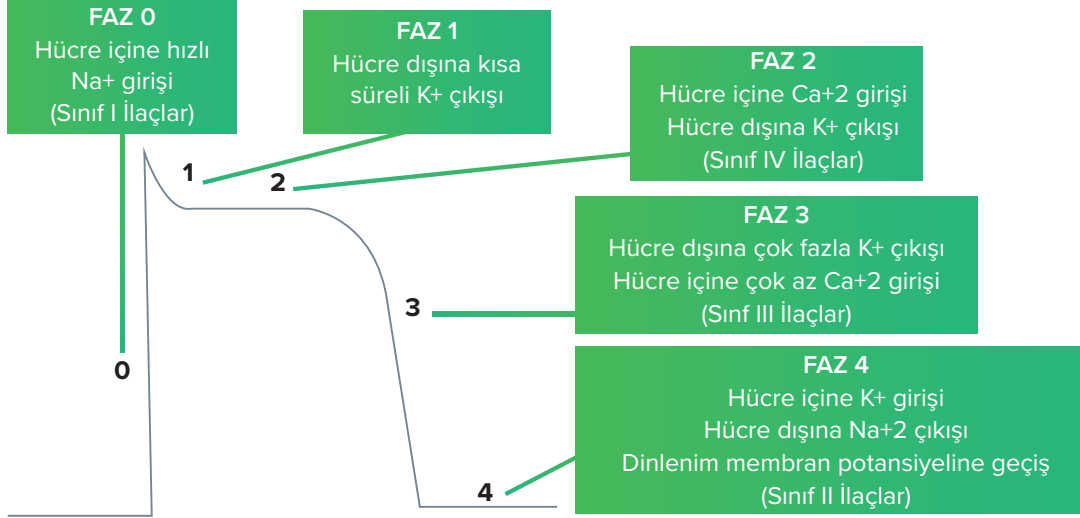 FAZ 0
Hücre içine hızlı
Na+ girişi
(Sınıf I İlaçlar)
FAZ 1
Hücre dışına kısa
süreli K+ çıkışı
FAZ 2
Hücre içine Ca+2 girişi
Hücre dışına K+ çıkışı
(Sınıf IV İlaçlar)
1
2
FAZ 3
Hücre dışına çok fazla K+ çıkışı
Hücre içine çok az Ca+2 girişi
(Sınf III İlaçlar)
3
0
FAZ 4
Hücre içine K+ girişi
Hücre dışına Na+2 çıkışı
Dinlenim membran potansiyeline geçiş
(Sınıf II İlaçlar)
4